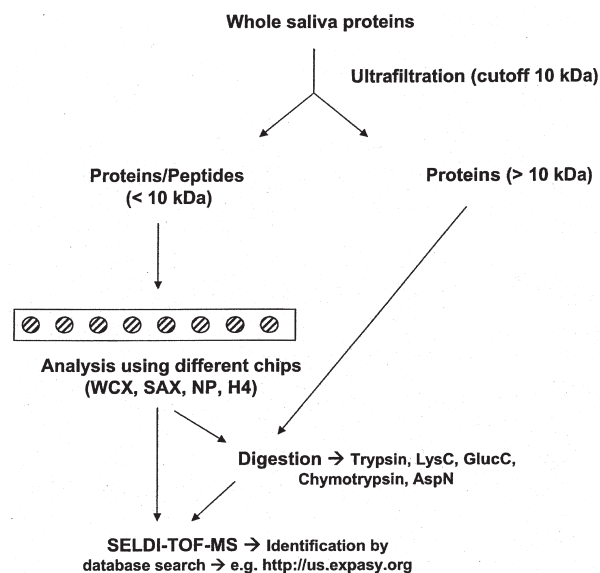 Whole saliva proteins
Ultrafiltration (cutoff 10 kDa)
Proteins/Peptides
(< 10 kDa)
Proteins (> 10 kDa)
Analysis using different chips
(WCX, SAX, NP, H4)
Digestion → Trypsin, LysC, GlucC,
Chymotrypsin, AspN
SELDI-TOF-MS → Identification by
database search → e.g. http://us.expasy.org